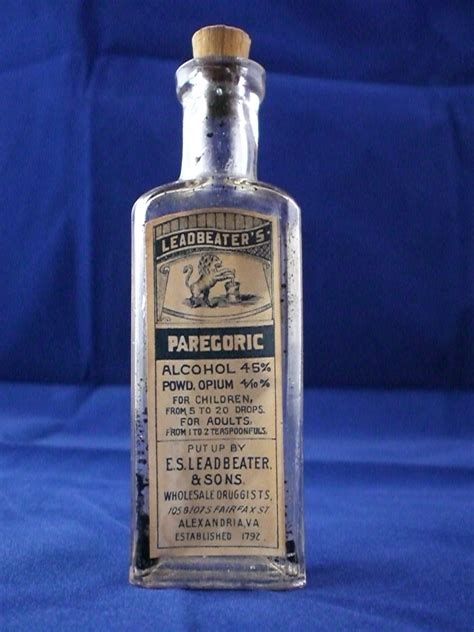 LEADBEATER'S
PAREGORIC
ALCOHOL 45%
POWD. OPIUM 4/10 %
FOR CHILDREN,
FROM 5 TO 20 DROPS.
FOR ADULTS,
FROM 1 TO 2 TEASPOONFULS.
PUT UP BY
E.S. LEADBEATER.
& SONS.
WHOLESALE DRUGGISTS,
105 & 107 S FAIRFAX ST
ALEXANDRIA, VA
ESTABLISHED 1792.